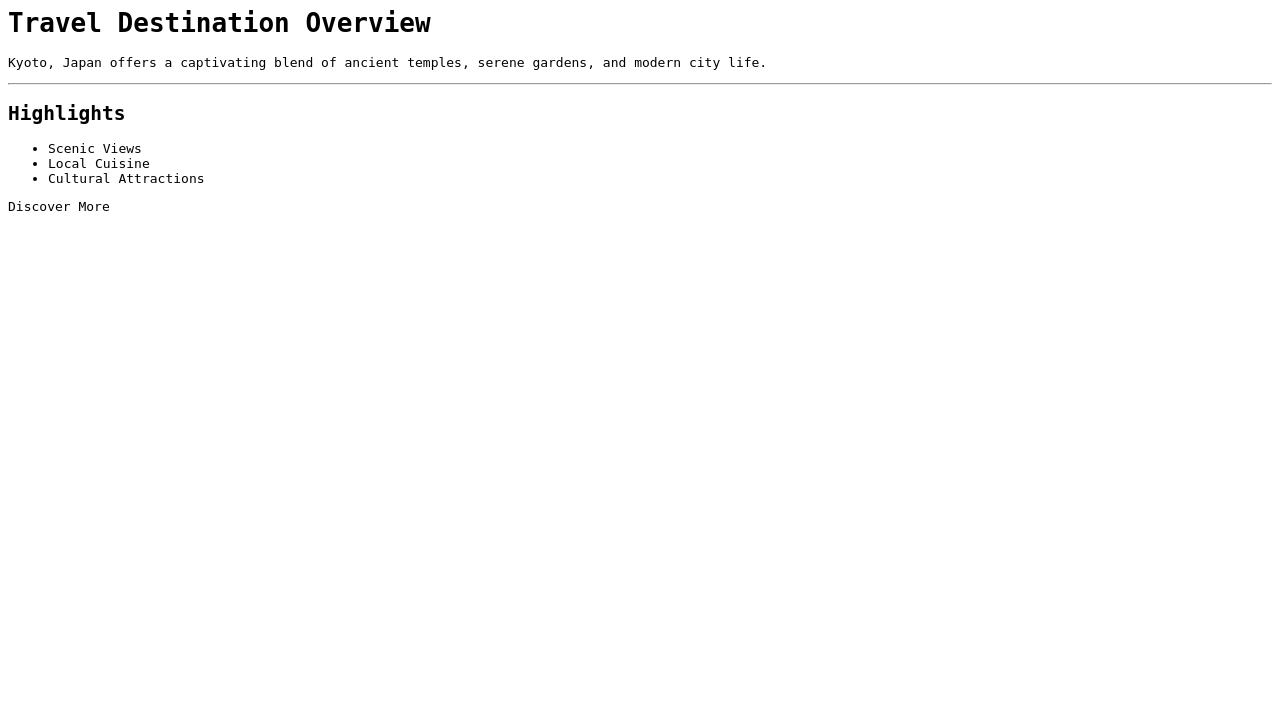 Travel Destination Overview
Kyoto, Japan offers a captivating blend of ancient temples, serene gardens, and modern city life.
Highlights
• Scenic Views
• Local Cuisine
• Cultural Attractions
Discover More